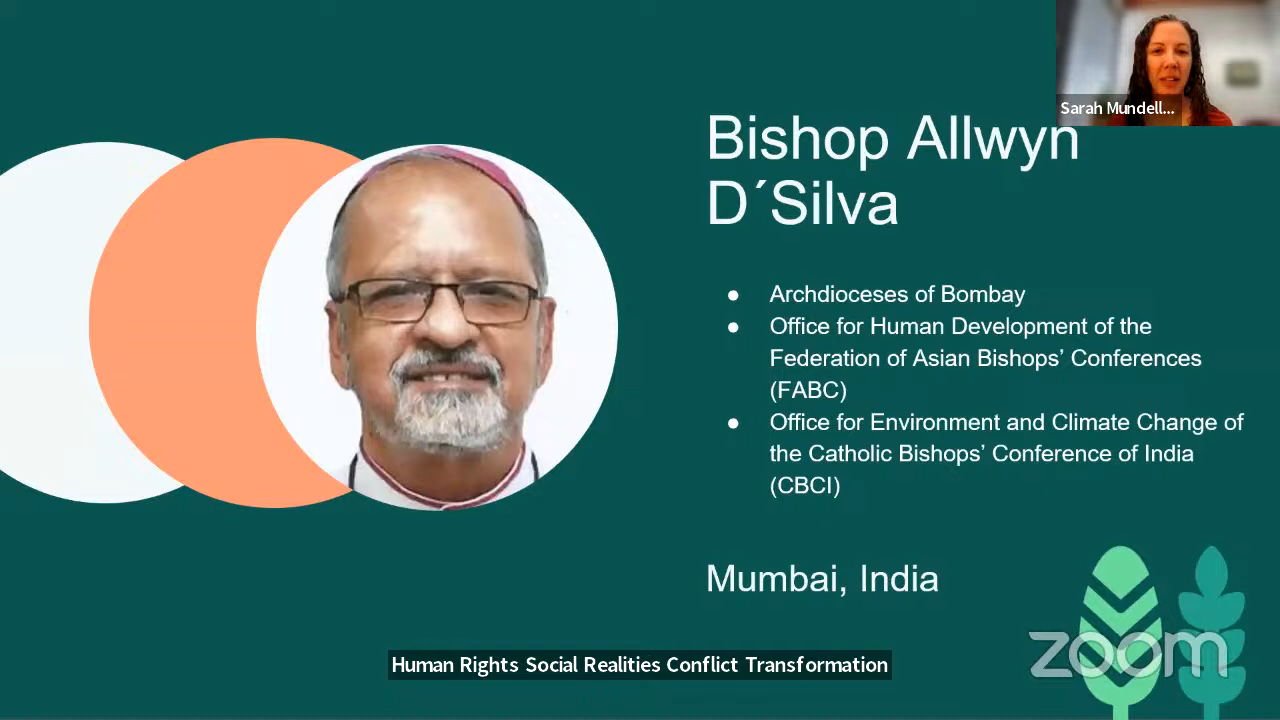 Sarah Mundell...
Bishop Allwyn
D´Silva
● Archdioceses of Bombay
● Office for Human Development of the
Federation of Asian Bishops’ Conferences
(FABC)
● Office for Environment and Climate Change of
the Catholic Bishops’ Conference of India
(CBCI)
Mumbai, India
Human Rights Social Realities Conflict Transformation
zoom